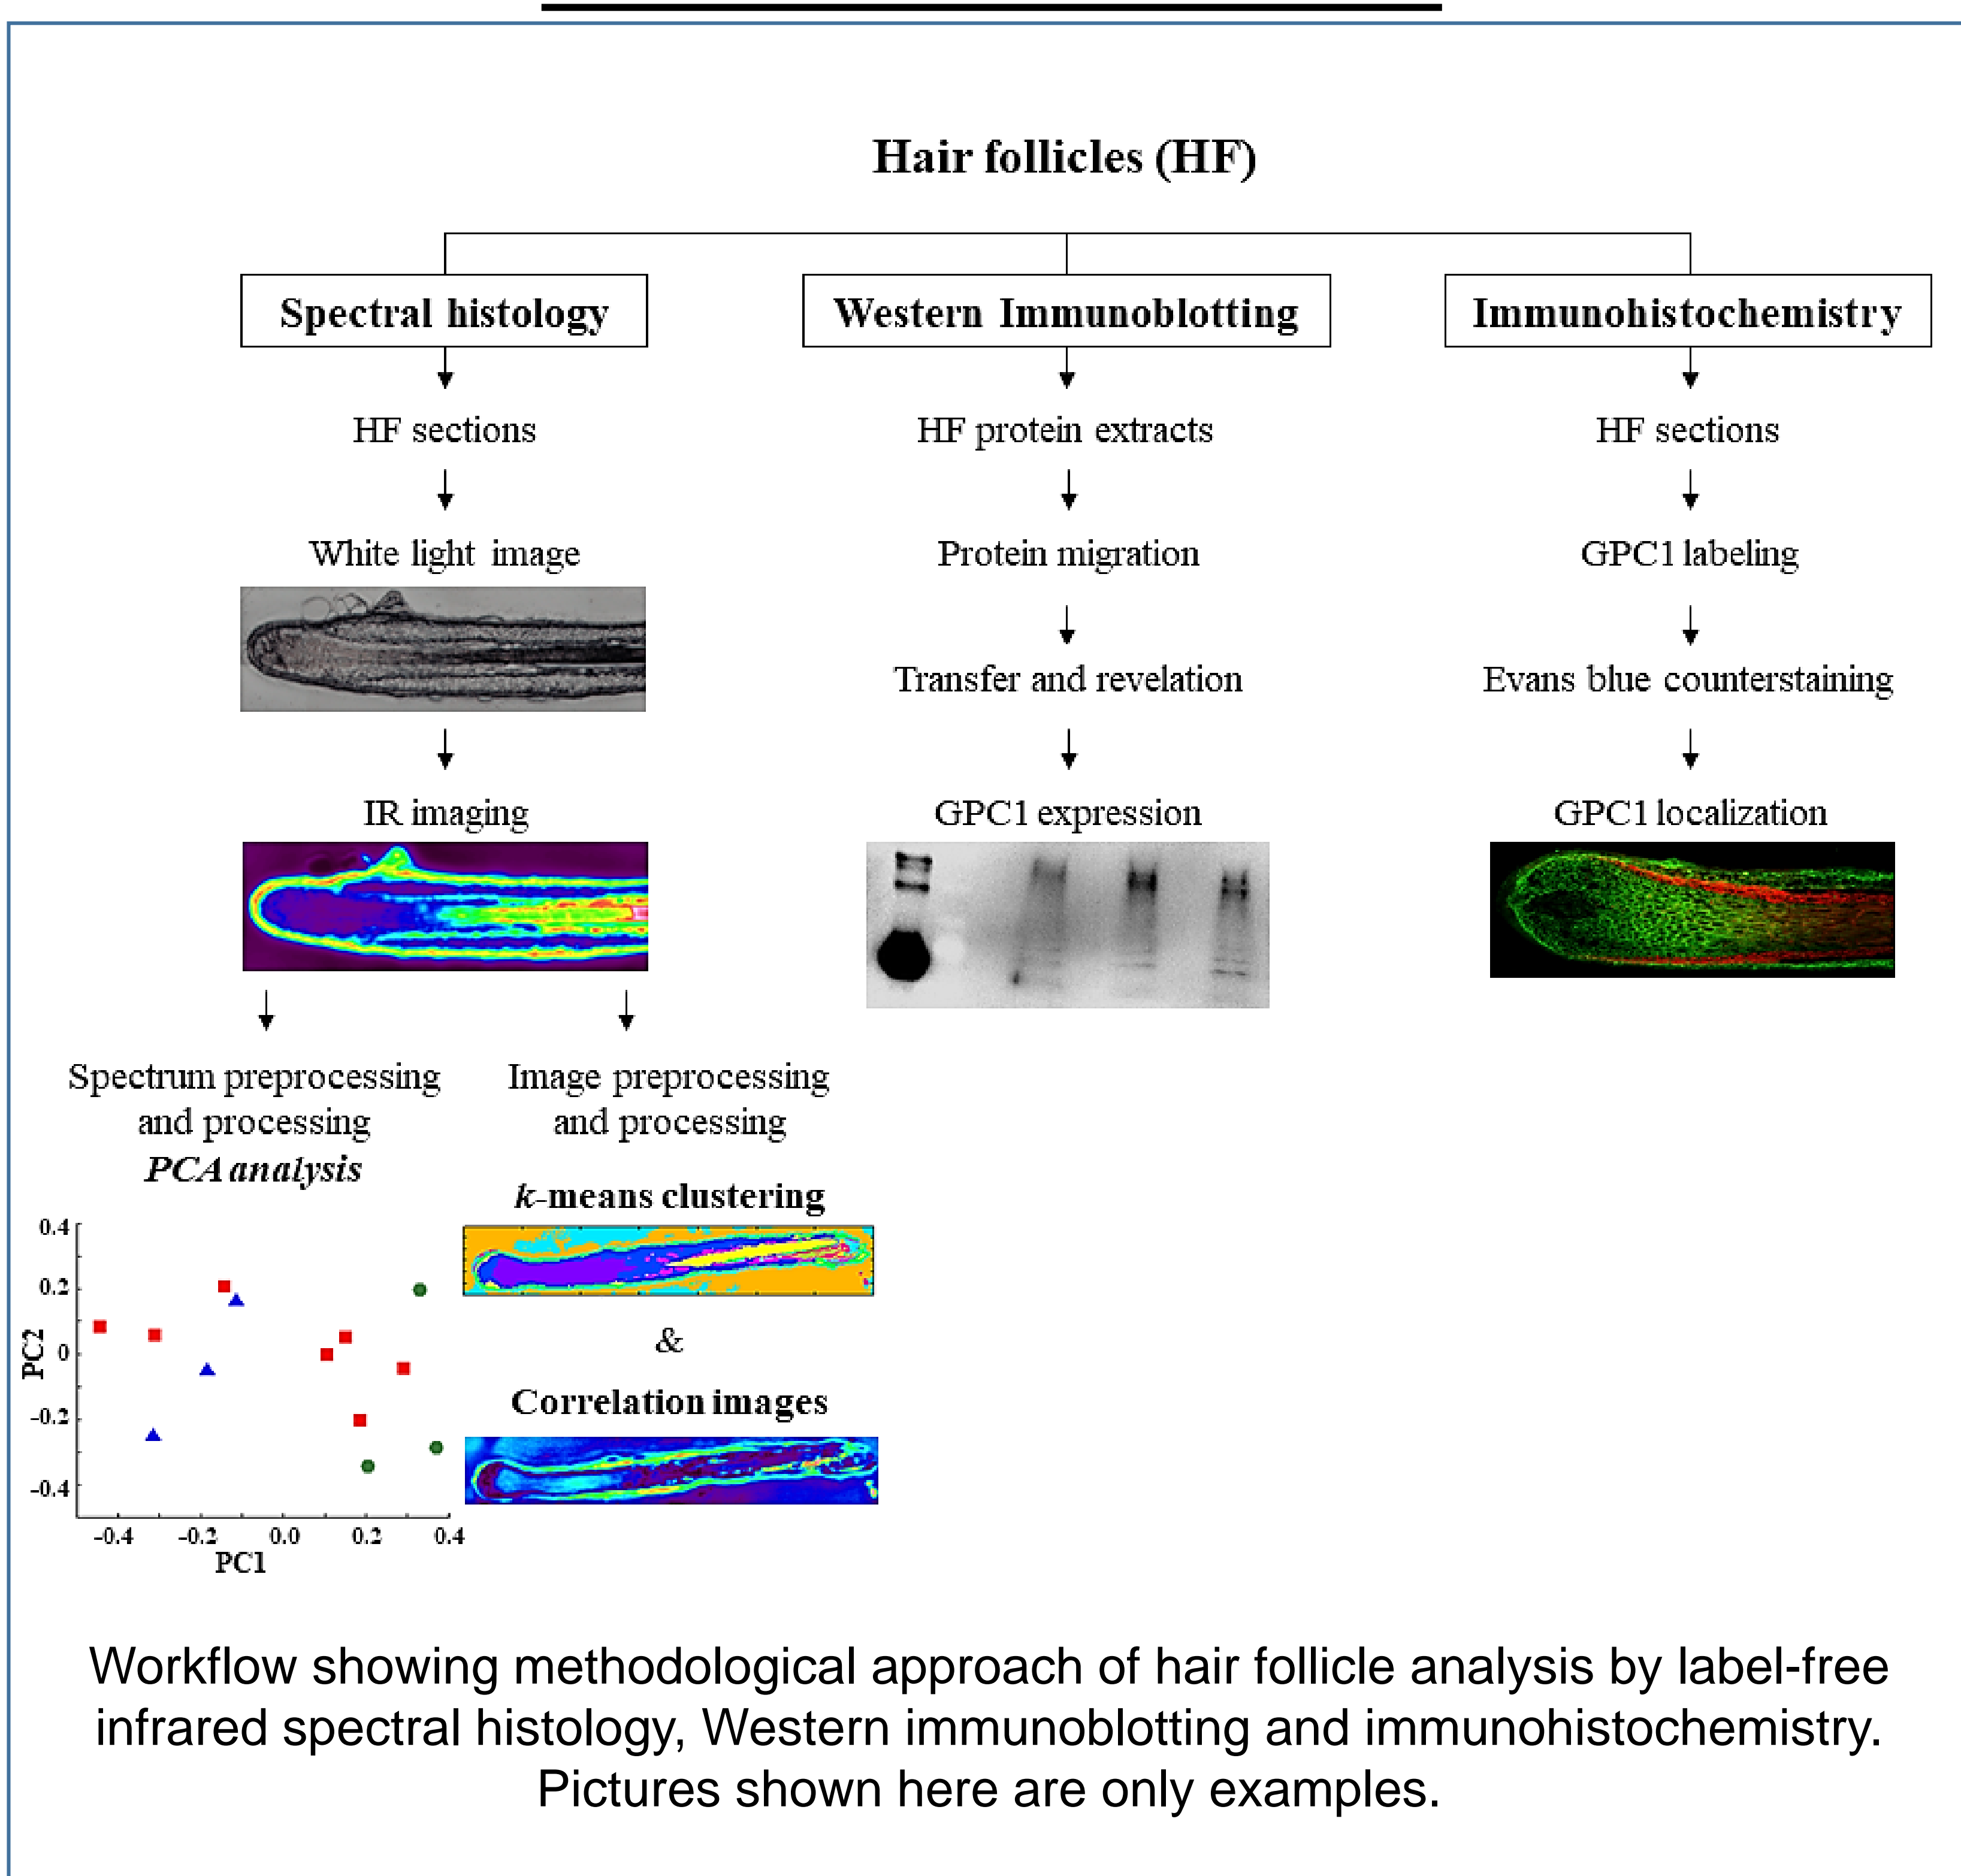 Hair follicles (HF)
Spectral histology
Western Immunoblotting
Immunohistochemistry
HF sections
HF protein extracts
HF sections
White light image
Protein migration
GPC1 labeling
Transfer and revelation
Evans blue counterstaining
IR imaging
GPC1 expression
GPC1 localization
Spectrum preprocessing
and processing
PCA analysis
Image preprocessing
and processing
k-means clustering
&
Correlation images
0.4
0.2
0
-0.2
-0.4
PC2
-0.4
-0.2
0.0
0.2
0.4
PC1
Workflow showing methodological approach of hair follicle analysis by label-free
infrared spectral histology, Western immunoblotting and immunohistochemistry.
Pictures shown here are only examples.